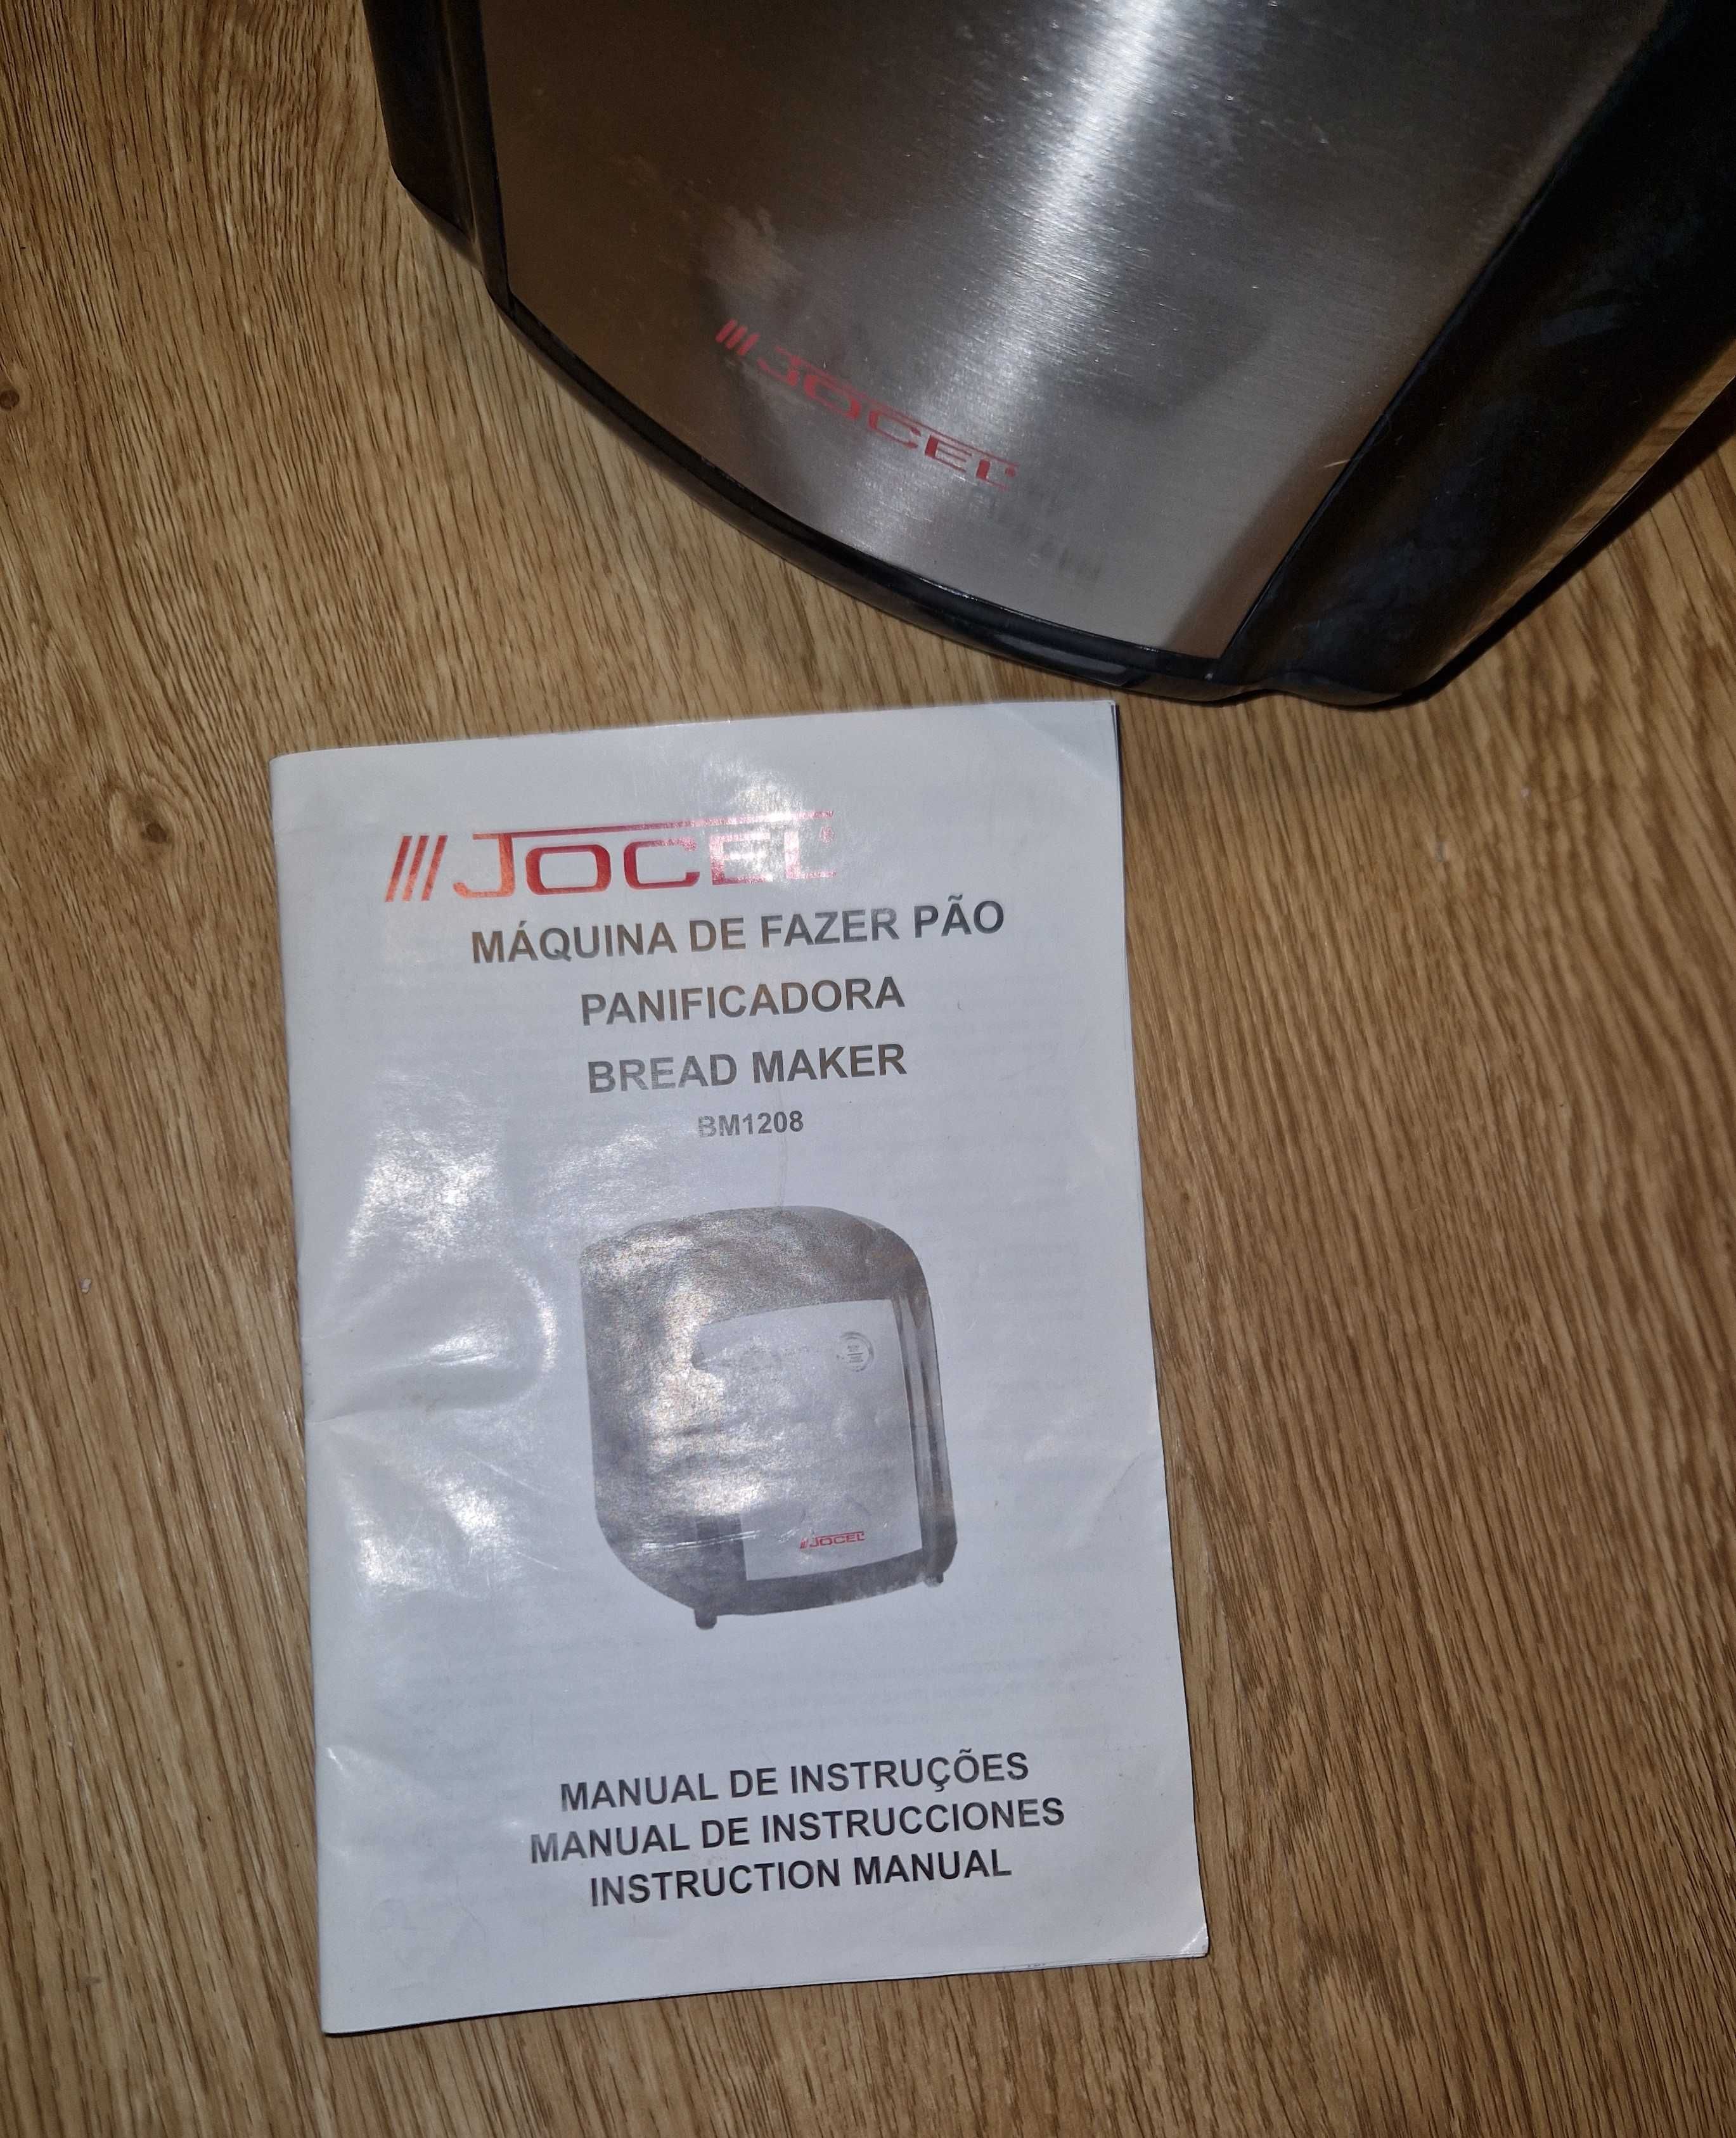 JOCEL
JOCEL
MÁQUINA DE FAZER PÃO
PANIFICADORA
BREAD MAKER
BM1208
JOCEL
MANUAL DE INSTRUÇÕES
MANUAL DE INSTRUCCIONES
INSTRUCTION MANUAL